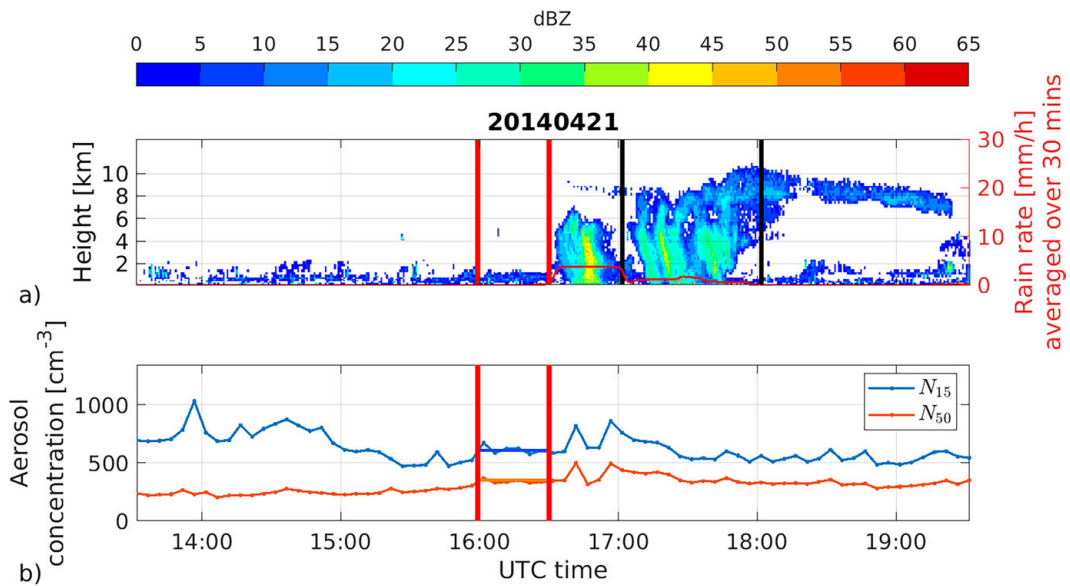 dBZ
0 5 10 15 20 25 30 32 35 40 45 50 55 60 65
20140421
Height [km]
10
8
6
4
2
30
20
10
0
Rain rate [mm/h]
averaged over 30 mins
a)
Aerosol
concentration [cm⁻³]
1000
500
0
N₁₅
N₅₀
14:00 15:00 16:00 17:00 18:00 19:00
UTC time
b)